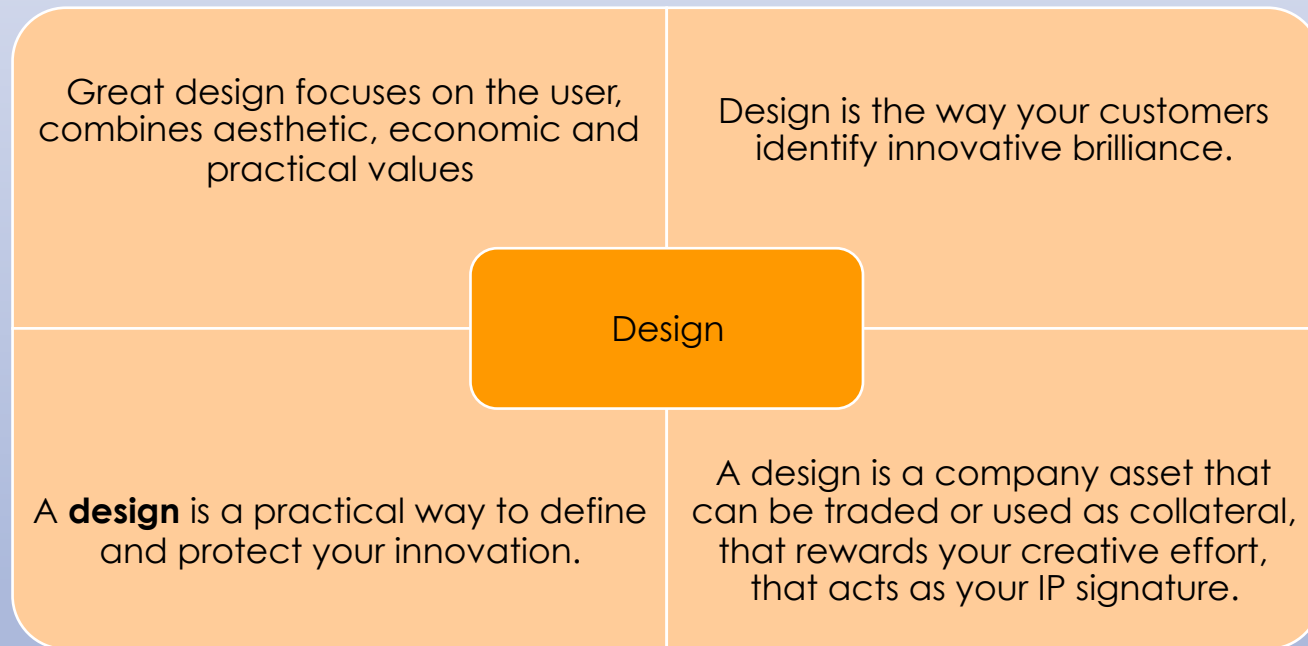 Great design focuses on the user,
combines aesthetic, economic and
practical values
Design is the way your customers
identify innovative brilliance.
Design
A design is a practical way to define
and protect your innovation.
A design is a company asset that
can be traded or used as collateral,
that rewards your creative effort,
that acts as your IP signature.